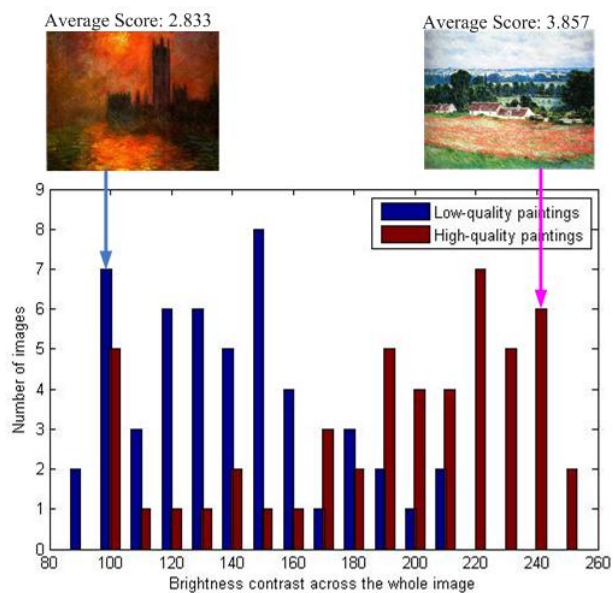 Average Score: 2.833
Average Score: 3.857
9
8
7
6
5
4
3
2
1
0
Low-quality paintings
High-quality paintings
Number of images
80 100 120 140 160 180 200 220 240 260
Brightness contrast across the whole image